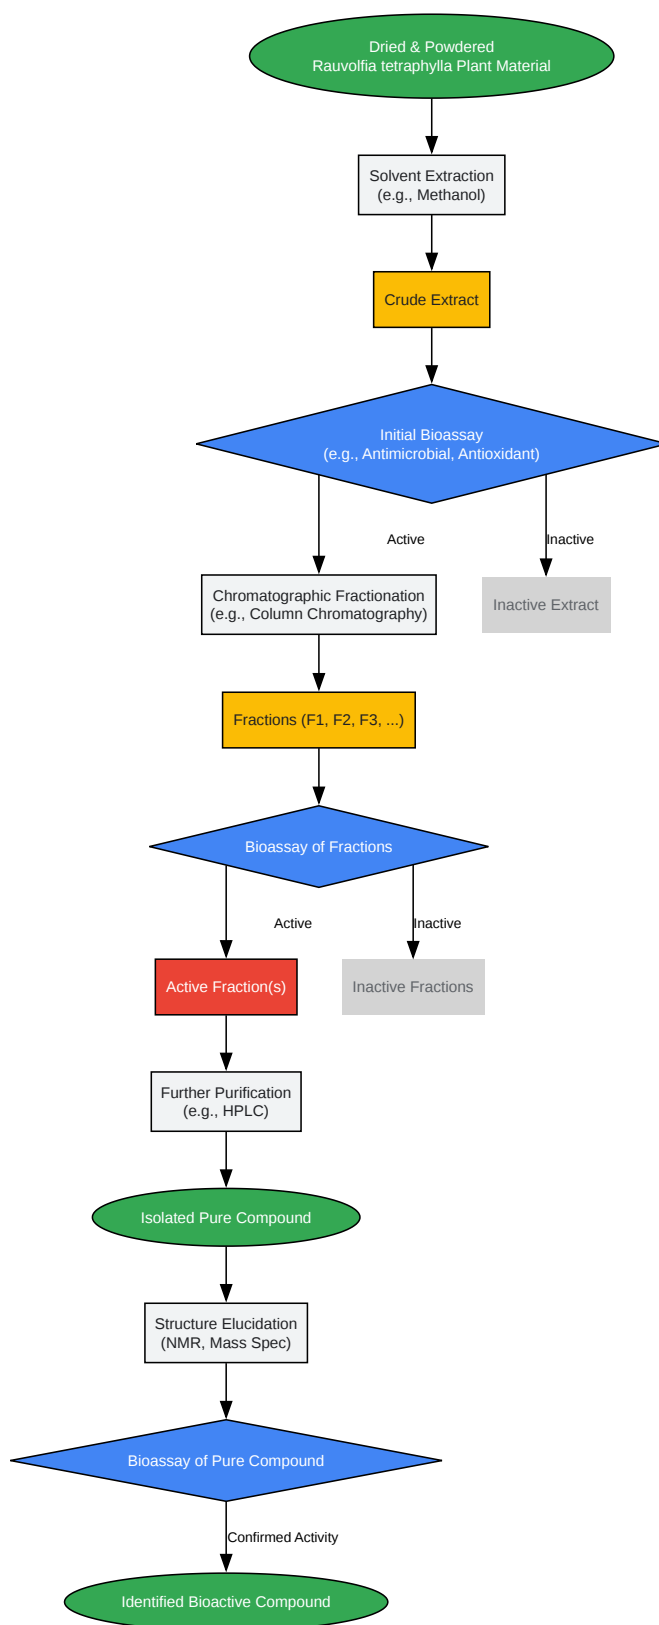 Dried & Powdered
Rauvolfia tetraphylla Plant Material
Solvent Extraction
(e.g., Methanol)
Crude Extract
Initial Bioassay
(e.g., Antimicrobial, Antioxidant)
Active
Inactive
Chromatographic Fractionation
(e.g., Column Chromatography)
Inactive Extract
Fractions (F1, F2, F3, ...)
Bioassay of Fractions
Active
Inactive
Active Fraction(s)
Inactive Fractions
Further Purification
(e.g., HPLC)
Isolated Pure Compound
Structure Elucidation
(NMR, Mass Spec)
Bioassay of Pure Compound
Confirmed Activity
Identified Bioactive Compound